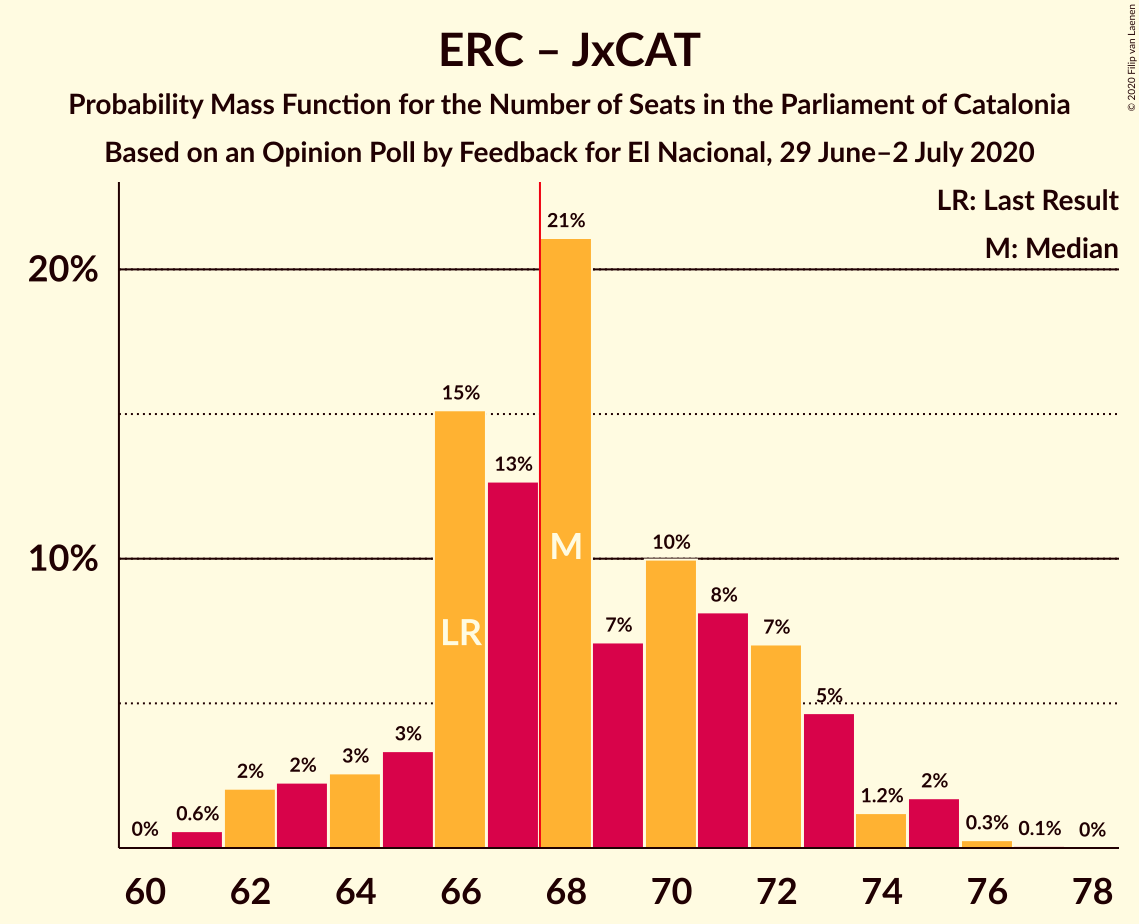 ERC – JxCAT
Probability Mass Function for the Number of Seats in the Parliament of Catalonia
Based on an Opinion Poll by Feedback for El Nacional, 29 June–2 July 2020
© 2020 Filip van Laenen
LR: Last Result
M: Median
20%
10%
0%
0.6%
2%
2%
3%
3%
15%
13%
21%
7%
10%
8%
7%
5%
1.2%
2%
0.3%
0.1%
0%
LR
M
60 62 64 66 68 70 72 74 76 78